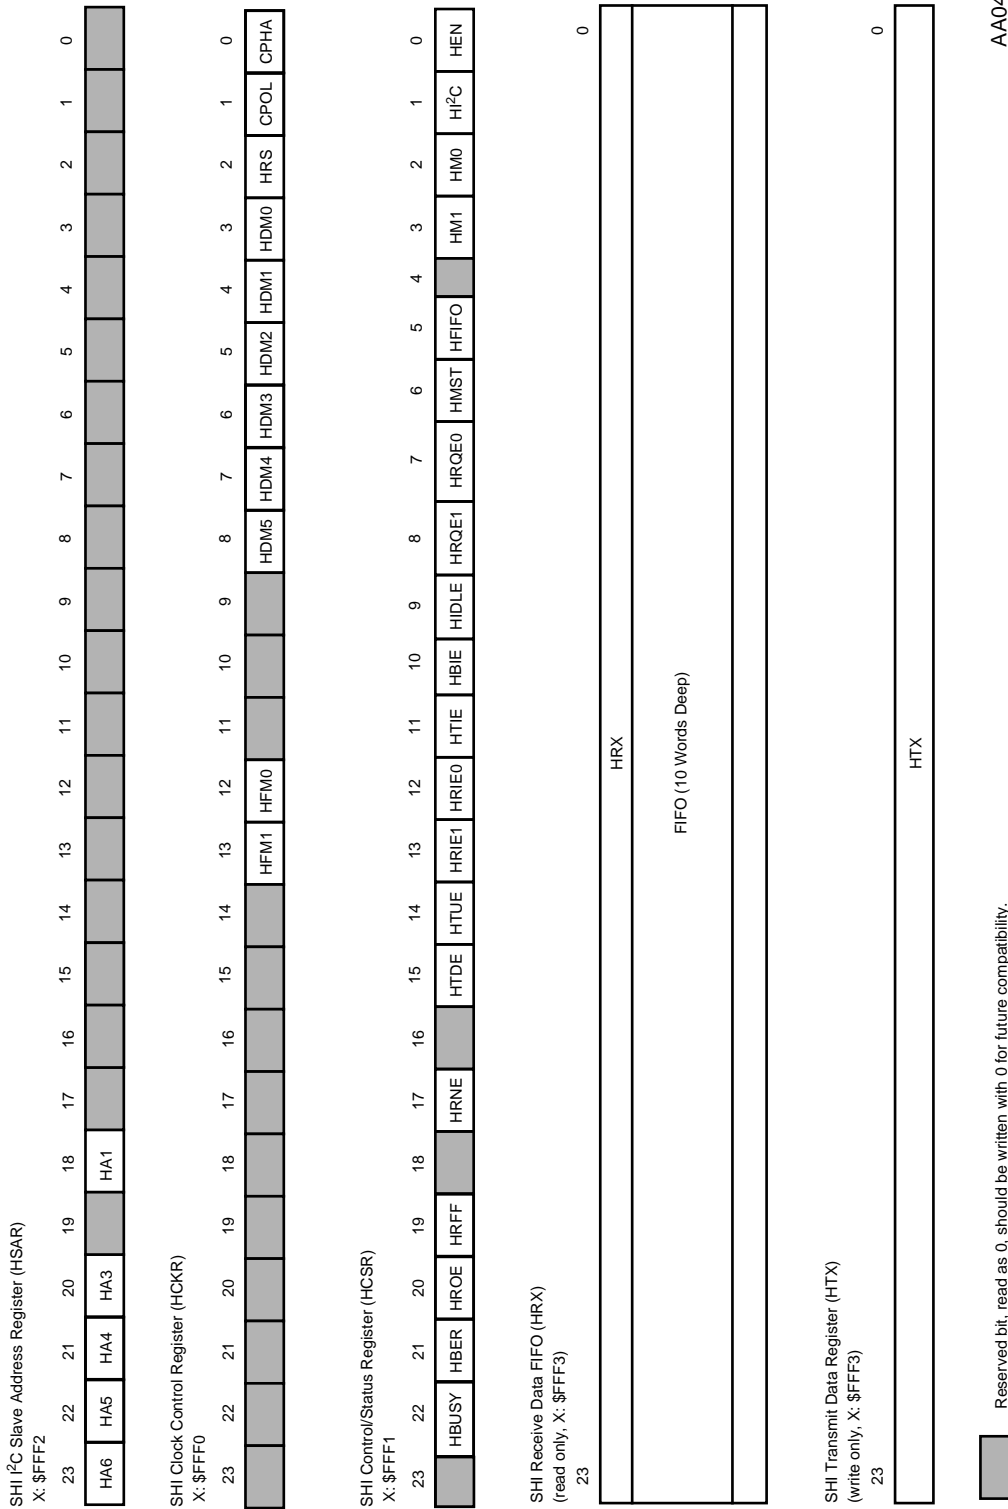 SHI I²C Slave Address Register (HSAR)
X: $FFF2
23 22 21 20 19 18 17 16 15 14 13 12 11 10 9 8 7 6 5 4 3 2 1 0
HA6 HA5 HA4 HA3 HA1
SHI Clock Control Register (HCKR)
X: $FFF0
23 22 21 20 19 18 17 16 15 14 13 12 11 10 9 8 7 6 5 4 3 2 1 0
HFM1 HFM0 HDM5 HDM4 HDM3 HDM2 HDM1 HDM0 HRS CPOL CPHA
SHI Control/Status Register (HCSR)
X: $FFF1
23 22 21 20 19 18 17 16 15 14 13 12 11 10 9 8 7 6 5 4 3 2 1 0
HBUSY HBER HROE HRFF HRNE HTDE HTUE HRIE1 HRIE0 HTIE HBIE HIDLE HRQE1 HRQE0 HMST HFIFO HM1 HM0 HI²C HEN
SHI Receive Data FIFO (HRX)
(read only, X: $FFF3)
23 0
HRX
FIFO (10 Words Deep)
SHI Transmit Data Register (HTX)
(write only, X: $FFF3)
23 0
HTX
Reserved bit, read as 0, should be written with 0 for future compatibility.